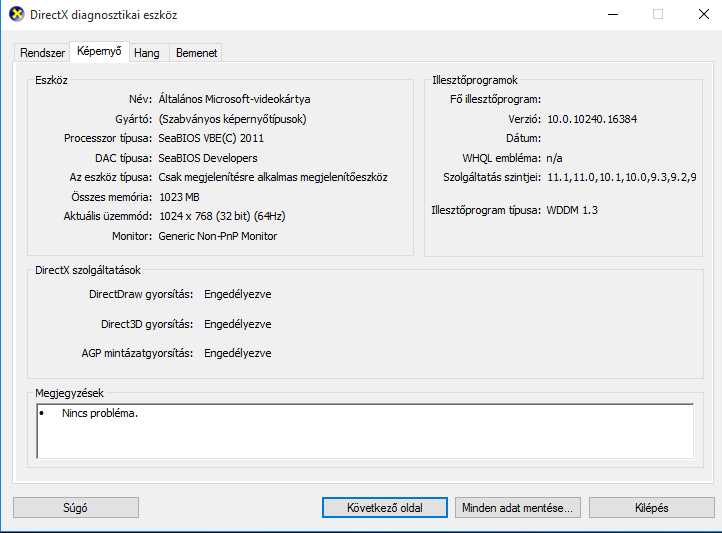 DirectX diagnosztikai eszköz
Rendszer Képernyő Hang Bemenet
Eszköz
Név: Általános Microsoft-videokártya
Gyártó: (Szabványos képernyőtípusok)
Processzor típusa: SeaBIOS VBE(C) 2011
DAC típusa: SeaBIOS Developers
Az eszköz típusa: Csak megjelenítésre alkalmas megjelenítőeszköz
Összes memória: 1023 MB
Aktuális üzemmód: 1024 x 768 (32 bit) (64Hz)
Monitor: Generic Non-PnP Monitor
Illesztőprogramok
Fő illesztőprogram:
Verzió: 10.0.10240.16384
Dátum:
WHQL embléma: n/a
Szolgáltatás szintjei: 11.1,11.0,10.1,10.0,9.3,9.2,9
Illesztőprogram típusa: WDDM 1.3
DirectX szolgáltatások
DirectDraw gyorsítás: Engedélyezve
Direct3D gyorsítás: Engedélyezve
AGP mintázatgyorsítás: Engedélyezve
Megjegyzések
• Nincs probléma.
Súgó Következő oldal Minden adat mentése... Kilépés